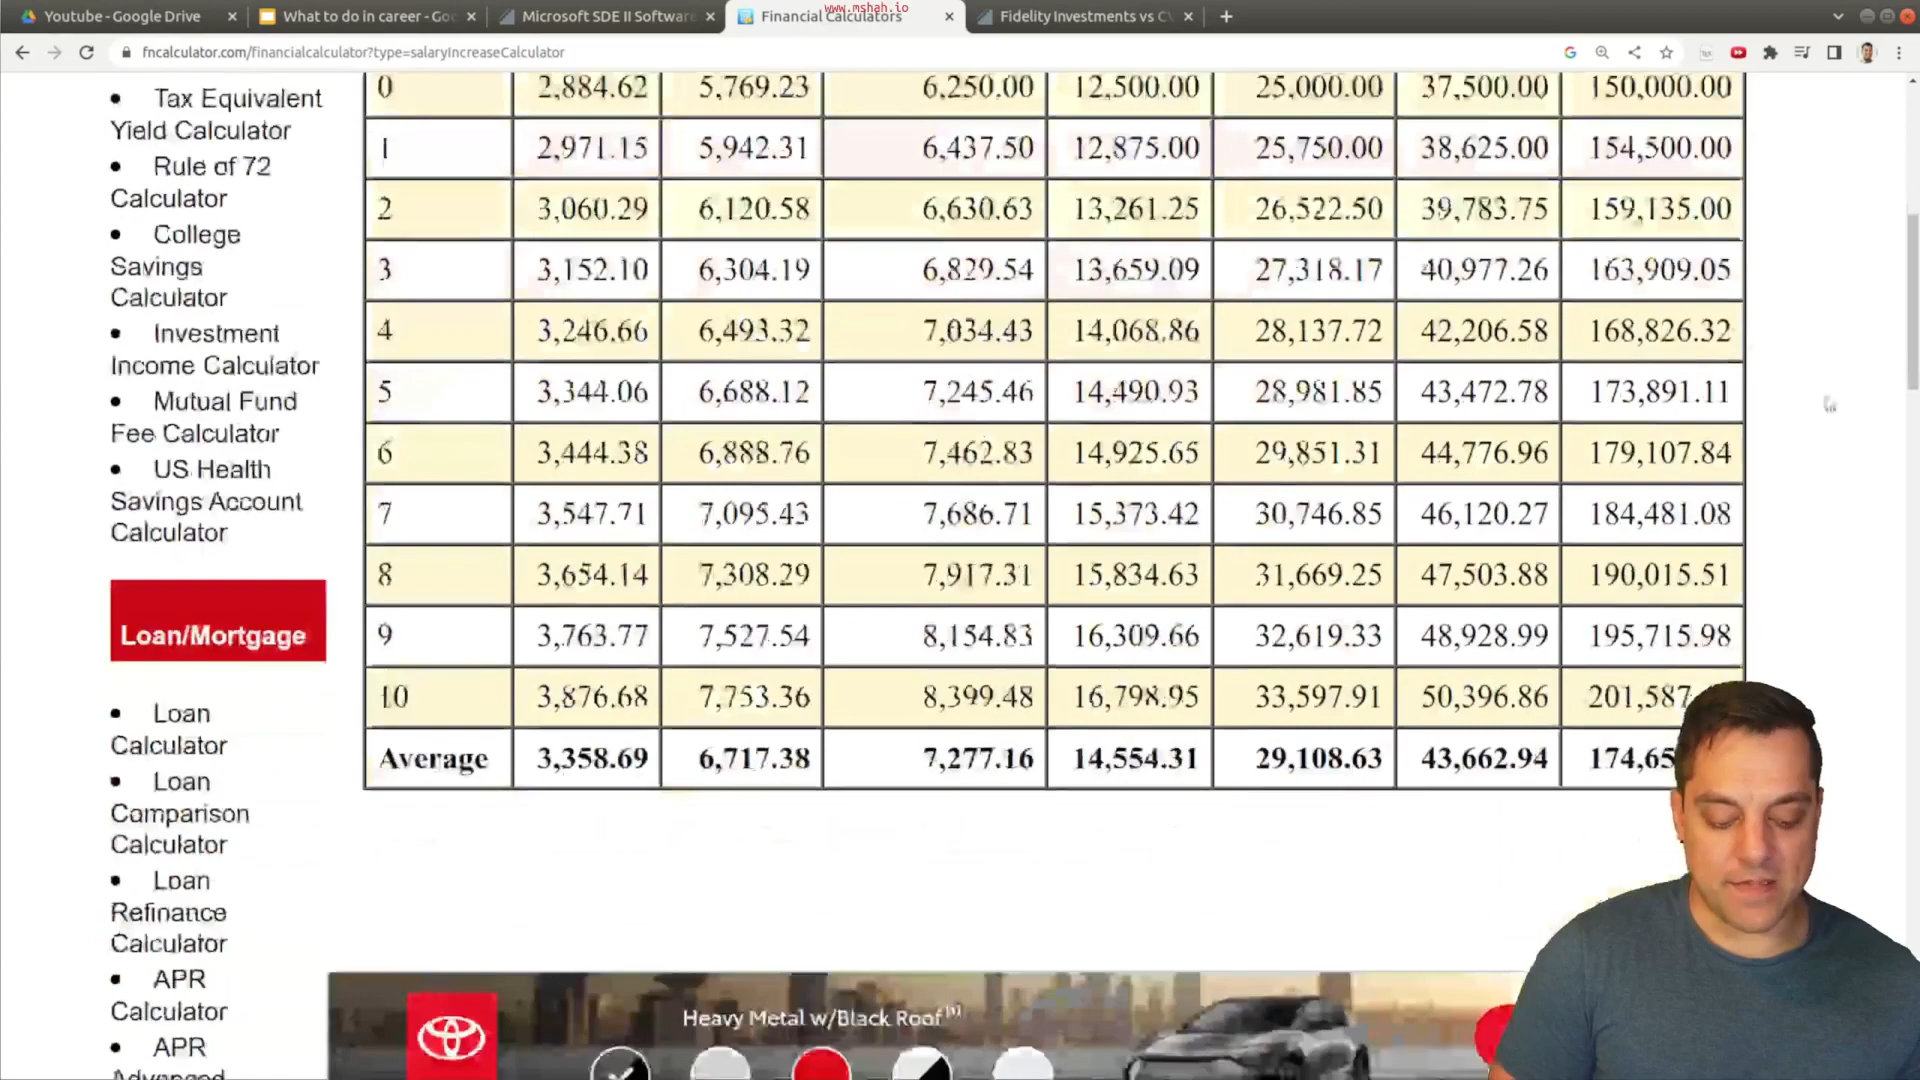 www.mshah.io
Youtube - Google Drive
What to do in career - Go
Microsoft SDE II Software
Financial Calculators
Fidelity Investments vs C
fncalculator.com/financialcalculator?type=salaryIncreaseCalculator
Tax Equivalent
Yield Calculator
Rule of 72
Calculator
College
Savings
Calculator
Investment
Income Calculator
Mutual Fund
Fee Calculator
US Health
Savings Account
Calculator
Loan/Mortgage
Loan
Calculator
Loan
Comparison
Calculator
Loan
Refinance
Calculator
APR
Calculator
APR
Advanced
0 2,884.62 5,769.23 6,250.00 12,500.00 25,000.00 37,500.00 150,000.00
1 2,971.15 5,942.31 6,437.50 12,875.00 25,750.00 38,625.00 154,500.00
2 3,060.29 6,120.58 6,630.63 13,261.25 26,522.50 39,783.75 159,135.00
3 3,152.10 6,304.19 6,829.54 13,659.09 27,318.17 40,977.26 163,909.05
4 3,246.66 6,493.32 7,034.43 14,068.86 28,137.72 42,206.58 168,826.32
5 3,344.06 6,688.12 7,245.46 14,490.93 28,981.85 43,472.78 173,891.11
6 3,444.38 6,888.76 7,462.83 14,925.65 29,851.31 44,776.96 179,107.84
7 3,547.71 7,095.43 7,686.71 15,373.42 30,746.85 46,120.27 184,481.08
8 3,654.14 7,308.29 7,917.31 15,834.63 31,669.25 47,503.88 190,015.51
9 3,763.77 7,527.54 8,154.83 16,309.66 32,619.33 48,928.99 195,715.98
10 3,876.68 7,753.36 8,399.48 16,798.95 33,597.91 50,396.86 201,587
Average 3,358.69 6,717.38 7,277.16 14,554.31 29,108.63 43,662.94 174,65
Heavy Metal w/Black Roof[1]